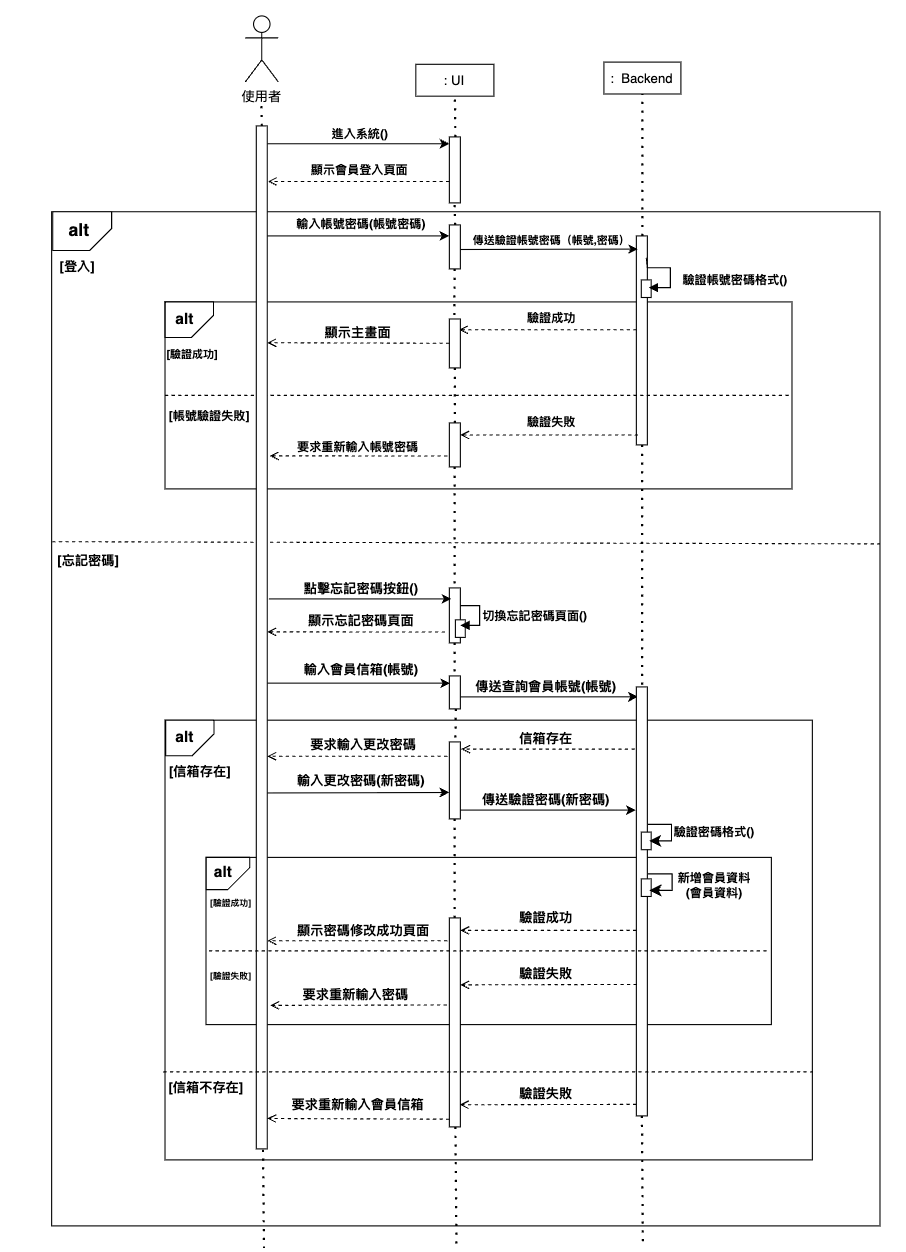 使用者
: UI
: Backend
進入系統()
顯示會員登入頁面
alt
[登入]
輸入帳號密碼(帳號密碼)
傳送驗證帳號密碼（帳號,密碼）
驗證帳號密碼格式()
alt
[驗證成功]
驗證成功
顯示主畫面
[帳號驗證失敗]
驗證失敗
要求重新輸入帳號密碼
[忘記密碼]
點擊忘記密碼按鈕()
切換忘記密碼頁面()
顯示忘記密碼頁面
輸入會員信箱(帳號)
傳送查詢會員帳號(帳號)
alt
[信箱存在]
信箱存在
要求輸入更改密碼
輸入更改密碼(新密碼)
傳送驗證密碼(新密碼)
驗證密碼格式()
alt
[驗證成功]
新增會員資料
(會員資料)
驗證成功
顯示密碼修改成功頁面
[驗證失敗]
驗證失敗
要求重新輸入密碼
[信箱不存在]
驗證失敗
要求重新輸入會員信箱